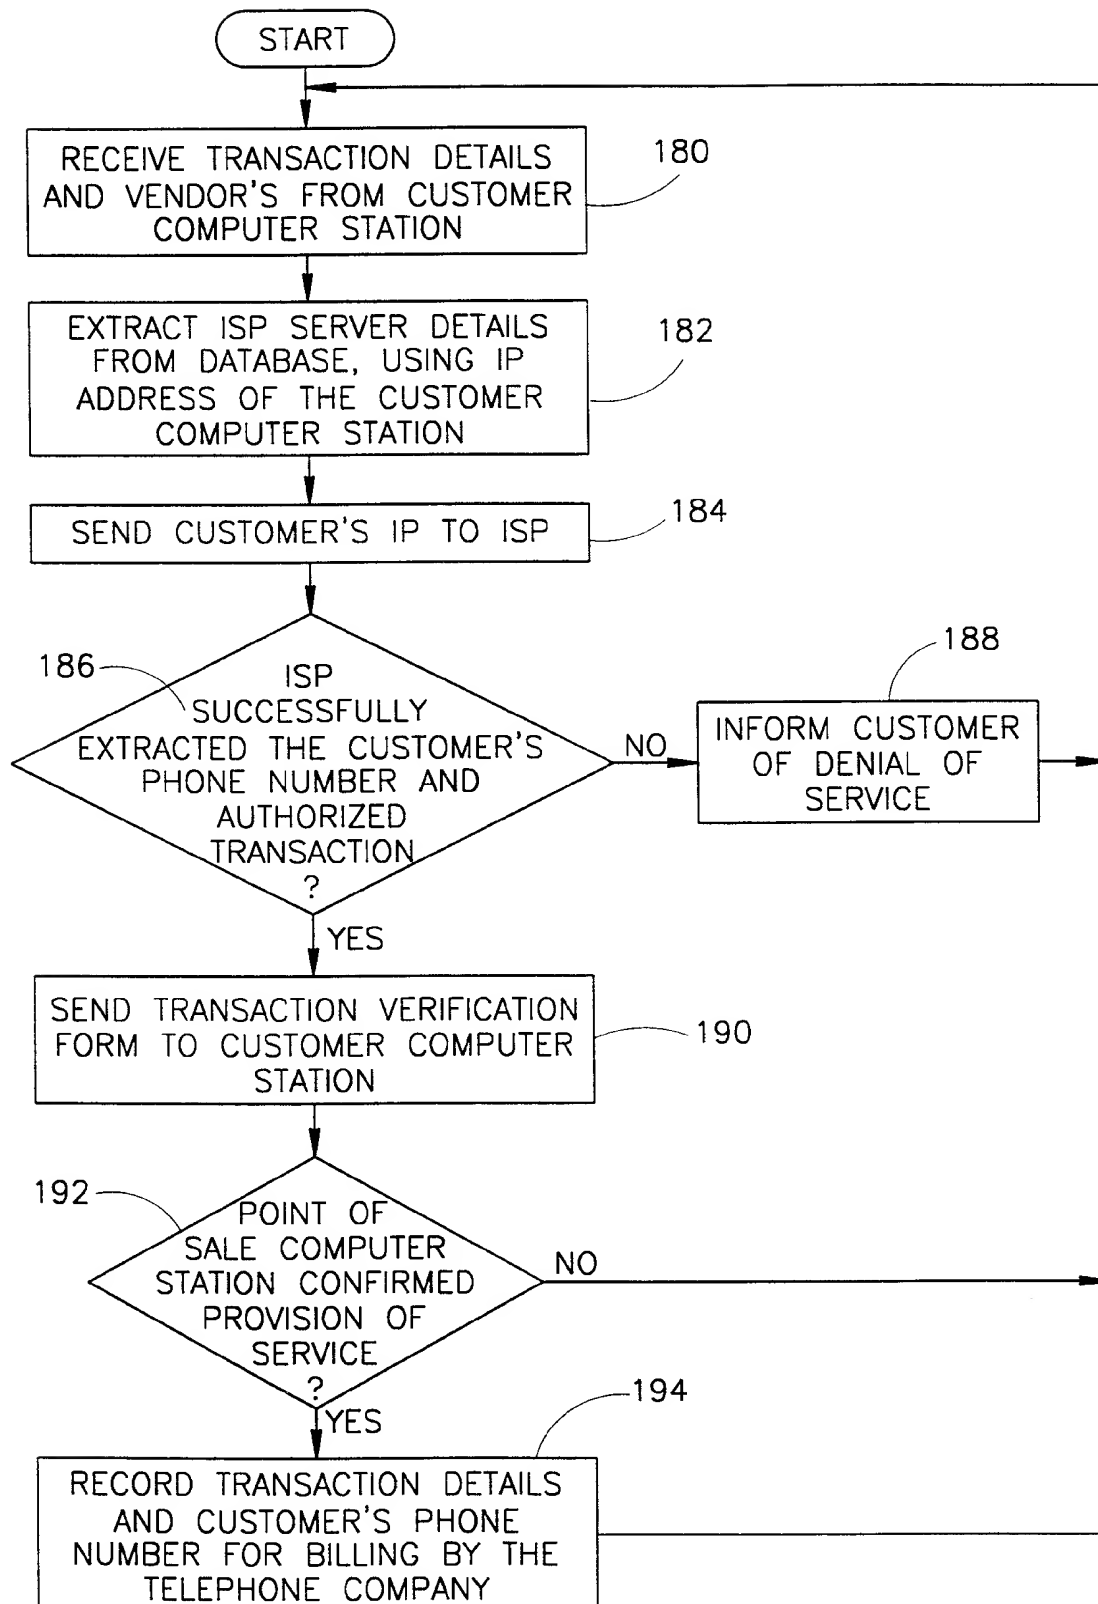 START
RECEIVE TRANSACTION DETAILS
AND VENDOR'S FROM CUSTOMER
COMPUTER STATION
180
EXTRACT ISP SERVER DETAILS
FROM DATABASE, USING IP
ADDRESS OF THE CUSTOMER
COMPUTER STATION
182
SEND CUSTOMER'S IP TO ISP
184
186
ISP
SUCCESSFULLY
EXTRACTED THE CUSTOMER'S
PHONE NUMBER AND
AUTHORIZED
TRANSACTION
?
NO
188
INFORM CUSTOMER
OF DENIAL OF
SERVICE
YES
SEND TRANSACTION VERIFICATION
FORM TO CUSTOMER COMPUTER
STATION
190
192
POINT OF
SALE COMPUTER
STATION CONFIRMED
PROVISION OF
SERVICE
?
NO
YES
194
RECORD TRANSACTION DETAILS
AND CUSTOMER'S PHONE
NUMBER FOR BILLING BY THE
TELEPHONE COMPANY